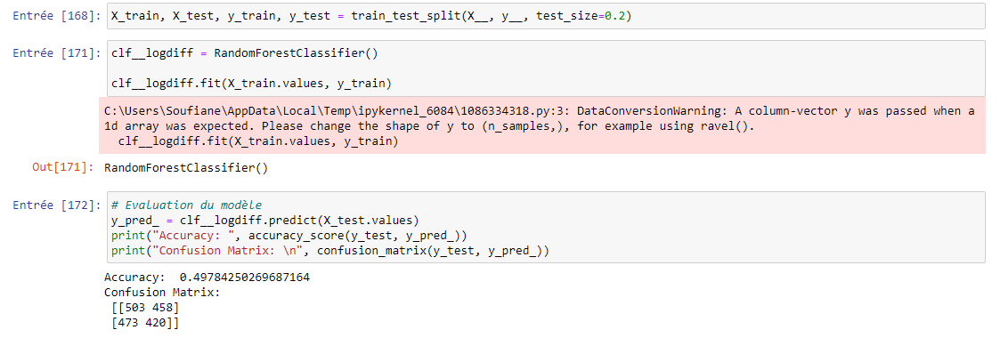 Entrée [168]: X_train, X_test, y_train, y_test = train_test_split(X__, y__, test_size=0.2)
Entrée [171]: clf__logdiff = RandomForestClassifier()
clf__logdiff.fit(X_train.values, y_train)
C:\Users\Soufiane\AppData\Local\Temp\ipykernel_6084\1086334318.py:3: DataConversionWarning: A column-vector y was passed when a
1d array was expected. Please change the shape of y to (n_samples,), for example using ravel().
clf__logdiff.fit(X_train.values, y_train)
Out[171]: RandomForestClassifier()
Entrée [172]: # Evaluation du modèle
y_pred_ = clf__logdiff.predict(X_test.values)
print("Accuracy: ", accuracy_score(y_test, y_pred_))
print("Confusion Matrix: \n", confusion_matrix(y_test, y_pred_))
Accuracy:  0.49784250269687164
Confusion Matrix:
[[503 458]
[473 420]]